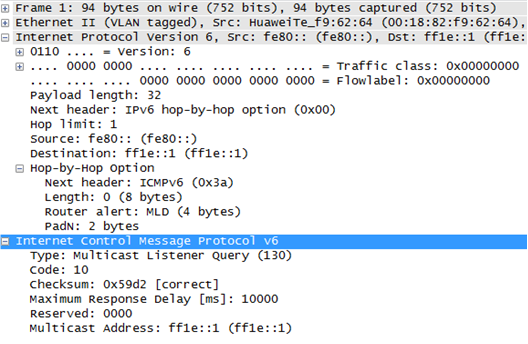 Frame 1: 94 bytes on wire (752 bits), 94 bytes captured (752 bits)
Ethernet II (VLAN tagged), Src: HuaweiTe_f9:62:64 (00:18:82:f9:62:64),
Internet Protocol Version 6, Src: fe80:: (fe80::), Dst: ff1e::1 (ff1e:
0110 .... = Version: 6
.... 0000 0000 .... .... .... .... .... = Traffic class: 0x00000000
.... .... .... 0000 0000 0000 0000 0000 = Flowlabel: 0x00000000
Payload length: 32
Next header: IPv6 hop-by-hop option (0x00)
Hop limit: 1
Source: fe80:: (fe80::)
Destination: ff1e::1 (ff1e::1)
Hop-by-Hop Option
Next header: ICMPv6 (0x3a)
Length: 0 (8 bytes)
Router alert: MLD (4 bytes)
PadN: 2 bytes
Internet Control Message Protocol v6
Type: Multicast Listener Query (130)
Code: 10
Checksum: 0x59d2 [correct]
Maximum Response Delay [ms]: 10000
Reserved: 0000
Multicast Address: ff1e::1 (ff1e::1)